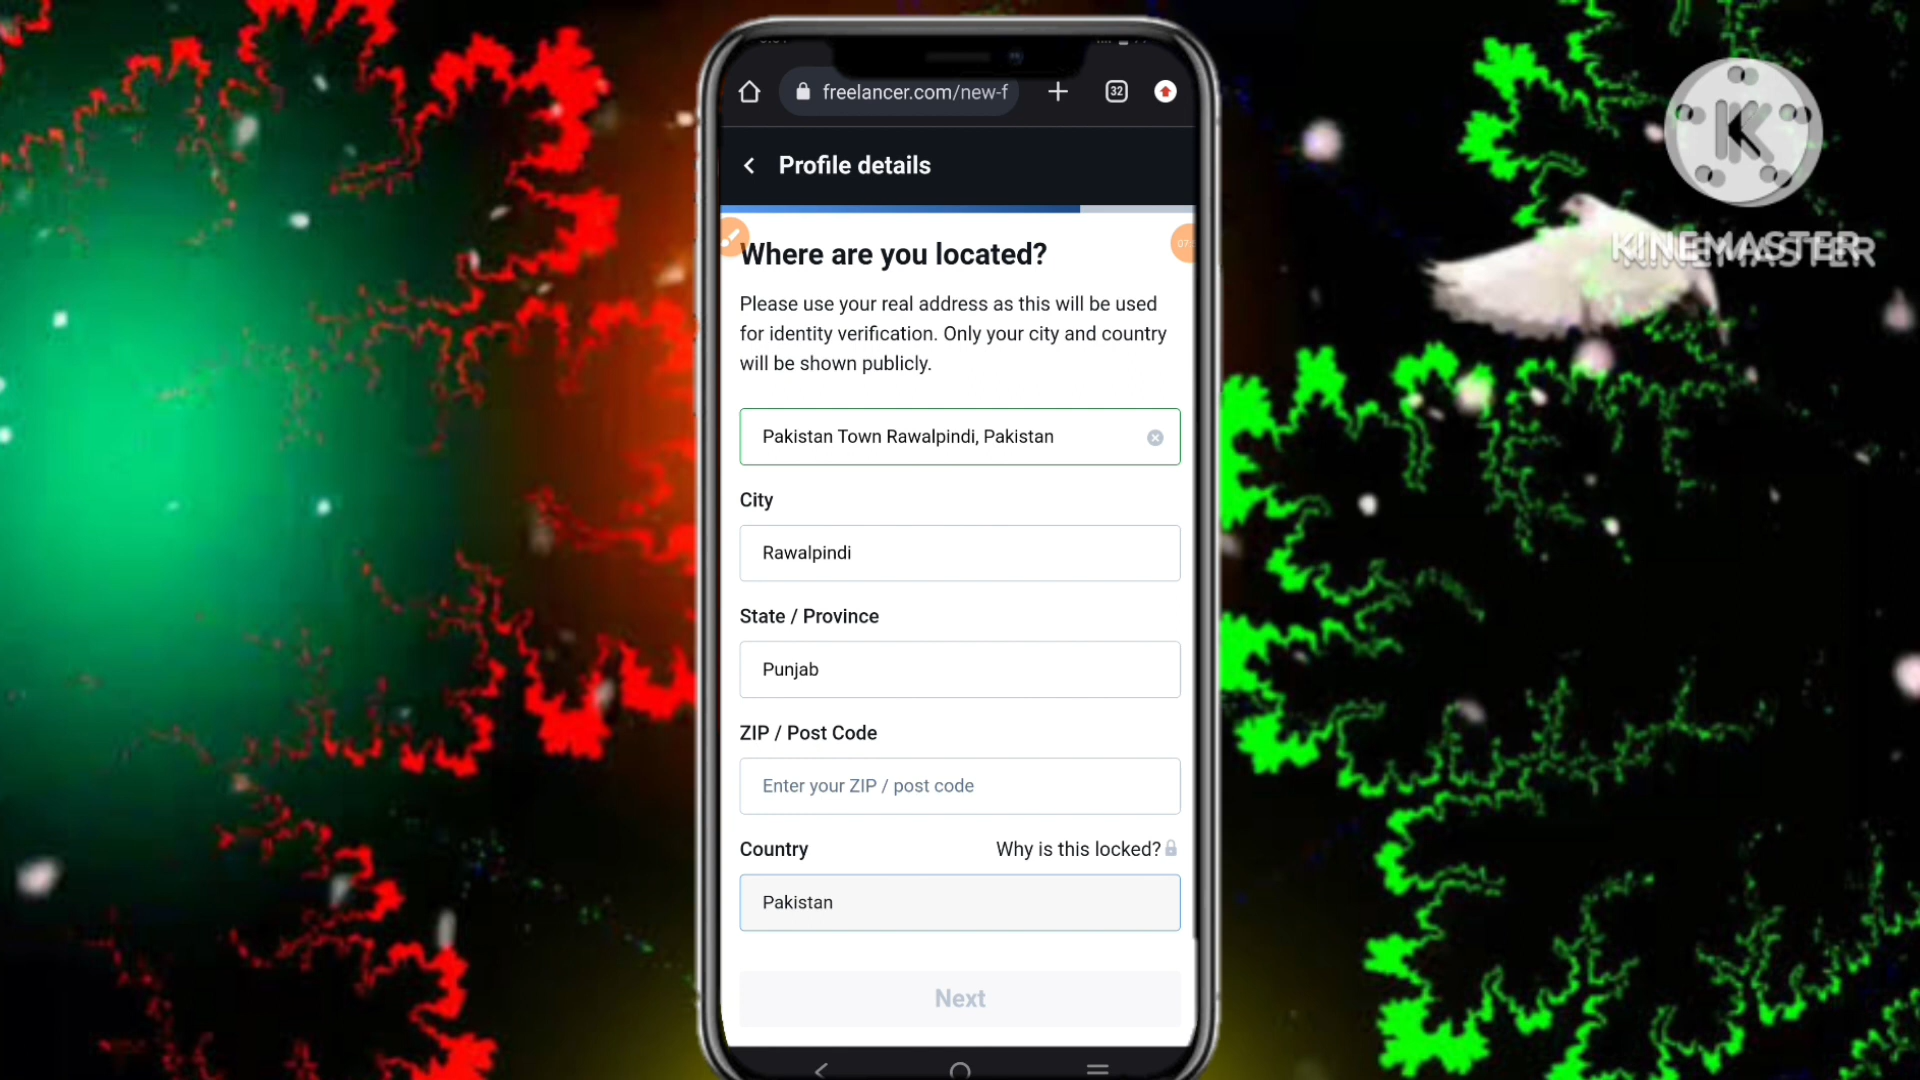 32
freelancer.com/new-f
Profile details
Where are you located?
Please use your real address as this will be used
for identity verification. Only your city and country
will be shown publicly.
Pakistan Town Rawalpindi, Pakistan
City
Rawalpindi
State / Province
Punjab
ZIP / Post Code
Enter your ZIP / post code
Country
Why is this locked?
Pakistan
Next
K
KINEMASTER